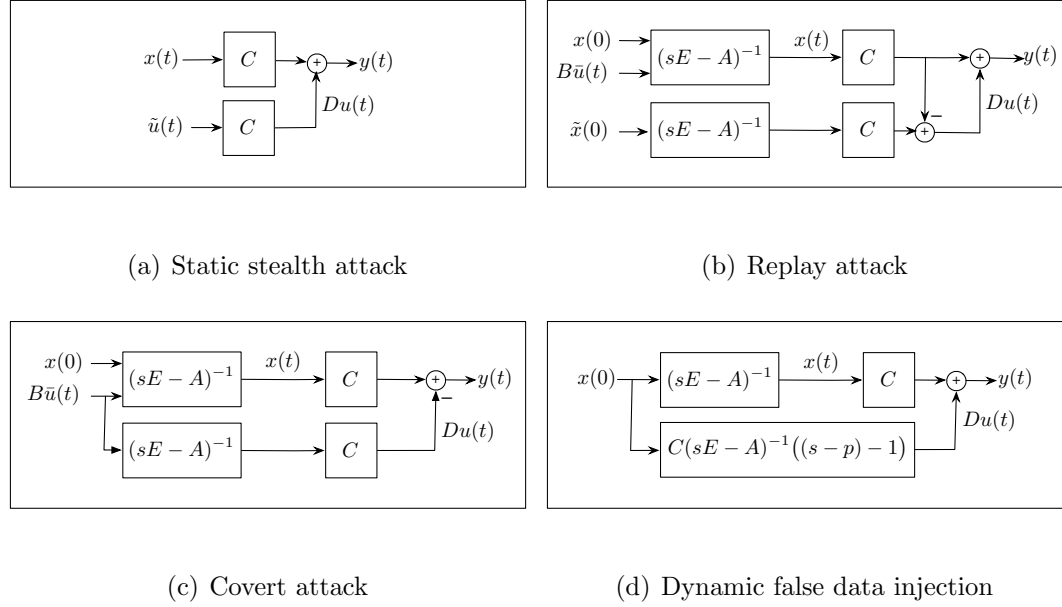 x(t) C + y(t)
Du(t)
ũ(t) C
(a) Static stealth attack
x(0) (sE − A)⁻¹ x(t) C + y(t)
Bū(t)
Du(t)
x̃(0) (sE − A)⁻¹ C + −
(b) Replay attack
x(0) (sE − A)⁻¹ x(t) C + y(t)
Bū(t) −
Du(t)
(sE − A)⁻¹ C
(c) Covert attack
x(0) (sE − A)⁻¹ x(t) C + y(t)
Du(t)
C(sE − A)⁻¹((s − p) − 1)
(d) Dynamic false data injection